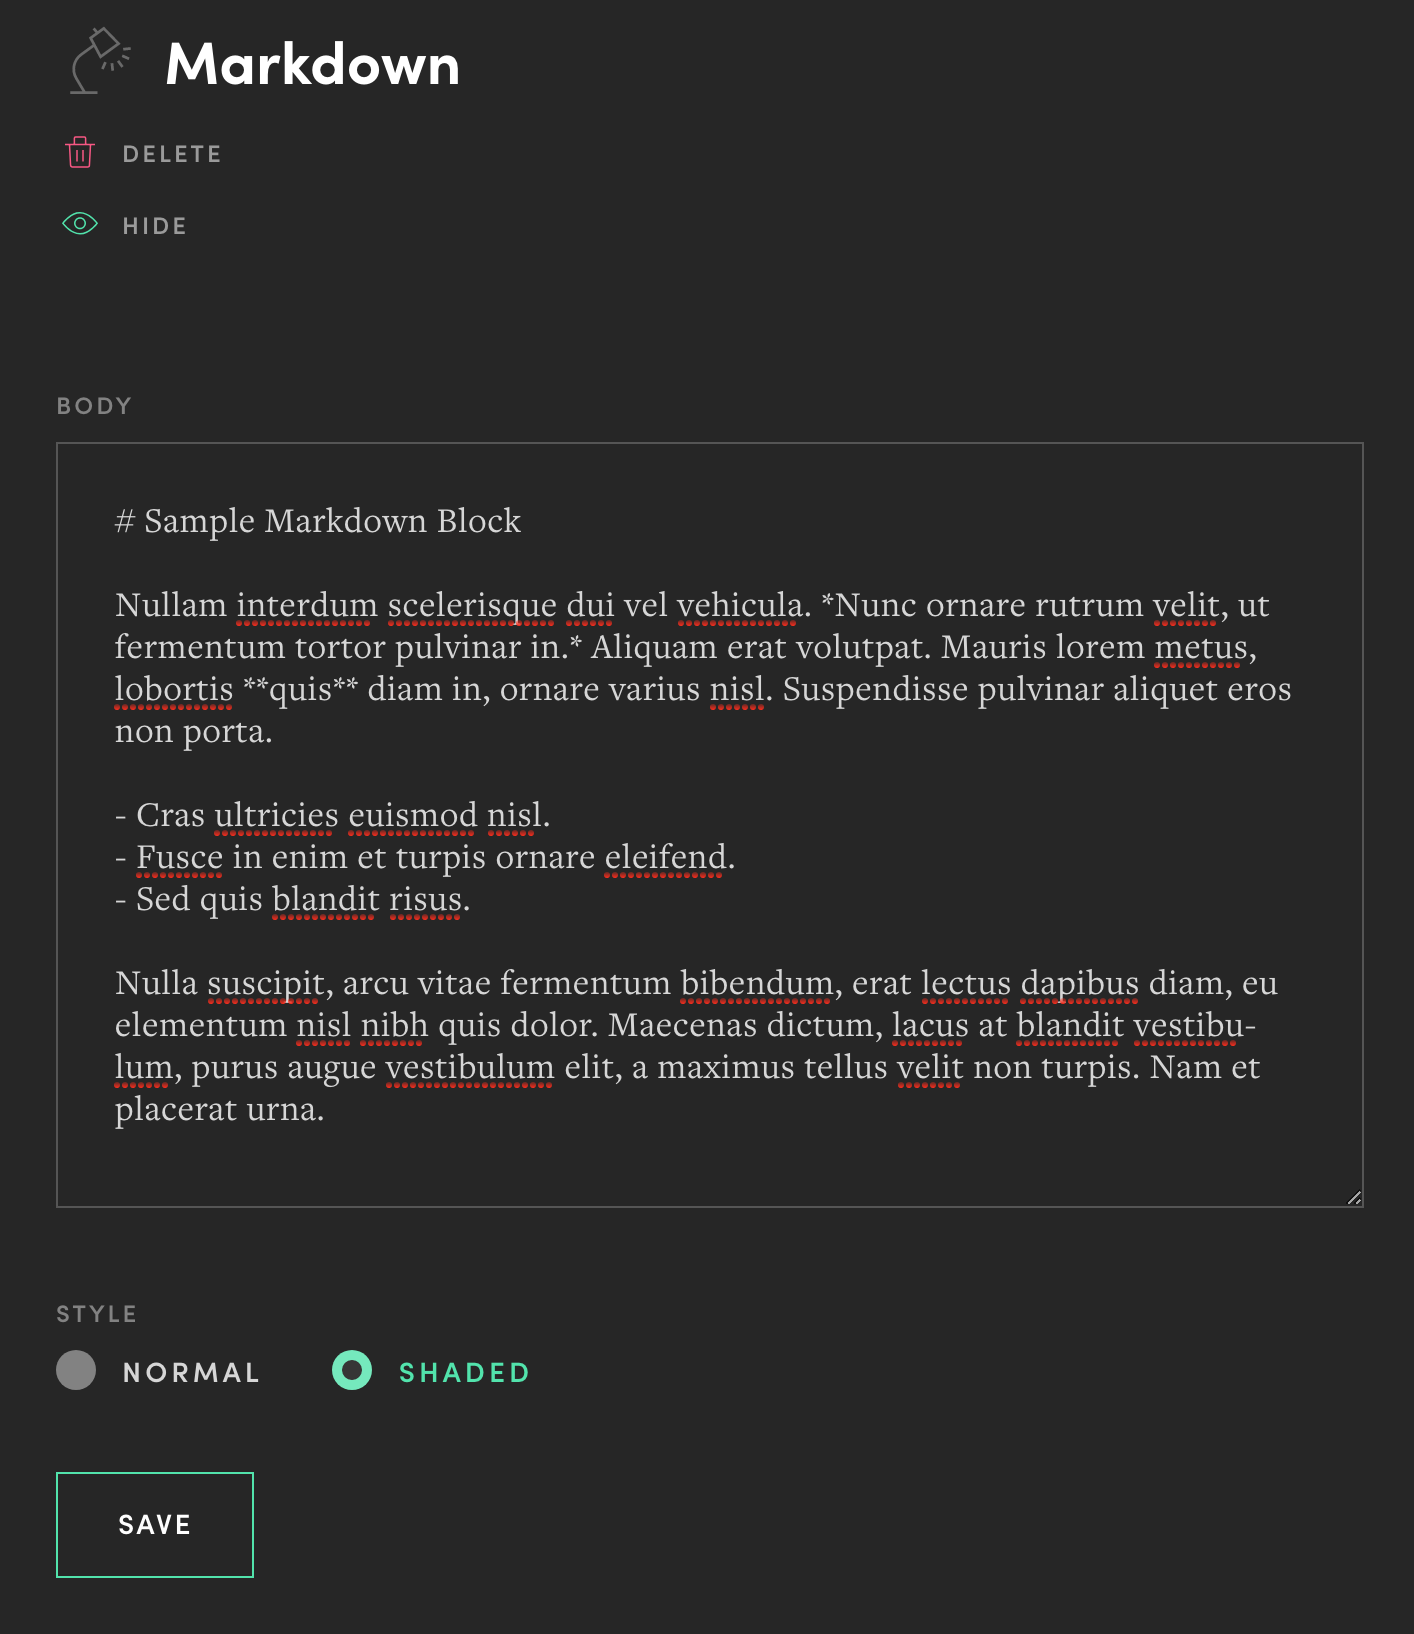 Markdown
DELETE
HIDE
BODY
# Sample Markdown Block
Nullam interdum scelerisque dui vel vehicula. *Nunc ornare rutrum velit, ut
fermentum tortor pulvinar in.* Aliquam erat volutpat. Mauris lorem metus,
lobortis **quis** diam in, ornare varius nisl. Suspendisse pulvinar aliquet eros
non porta.
- Cras ultricies euismod nisl.
- Fusce in enim et turpis ornare eleifend.
- Sed quis blandit risus.
Nulla suscipit, arcu vitae fermentum bibendum, erat lectus dapibus diam, eu
elementum nisl nibh quis dolor. Maecenas dictum, lacus at blandit vestibu-
lum, purus augue vestibulum elit, a maximus tellus velit non turpis. Nam et
placerat urna.
STYLE
NORMAL SHADED
SAVE